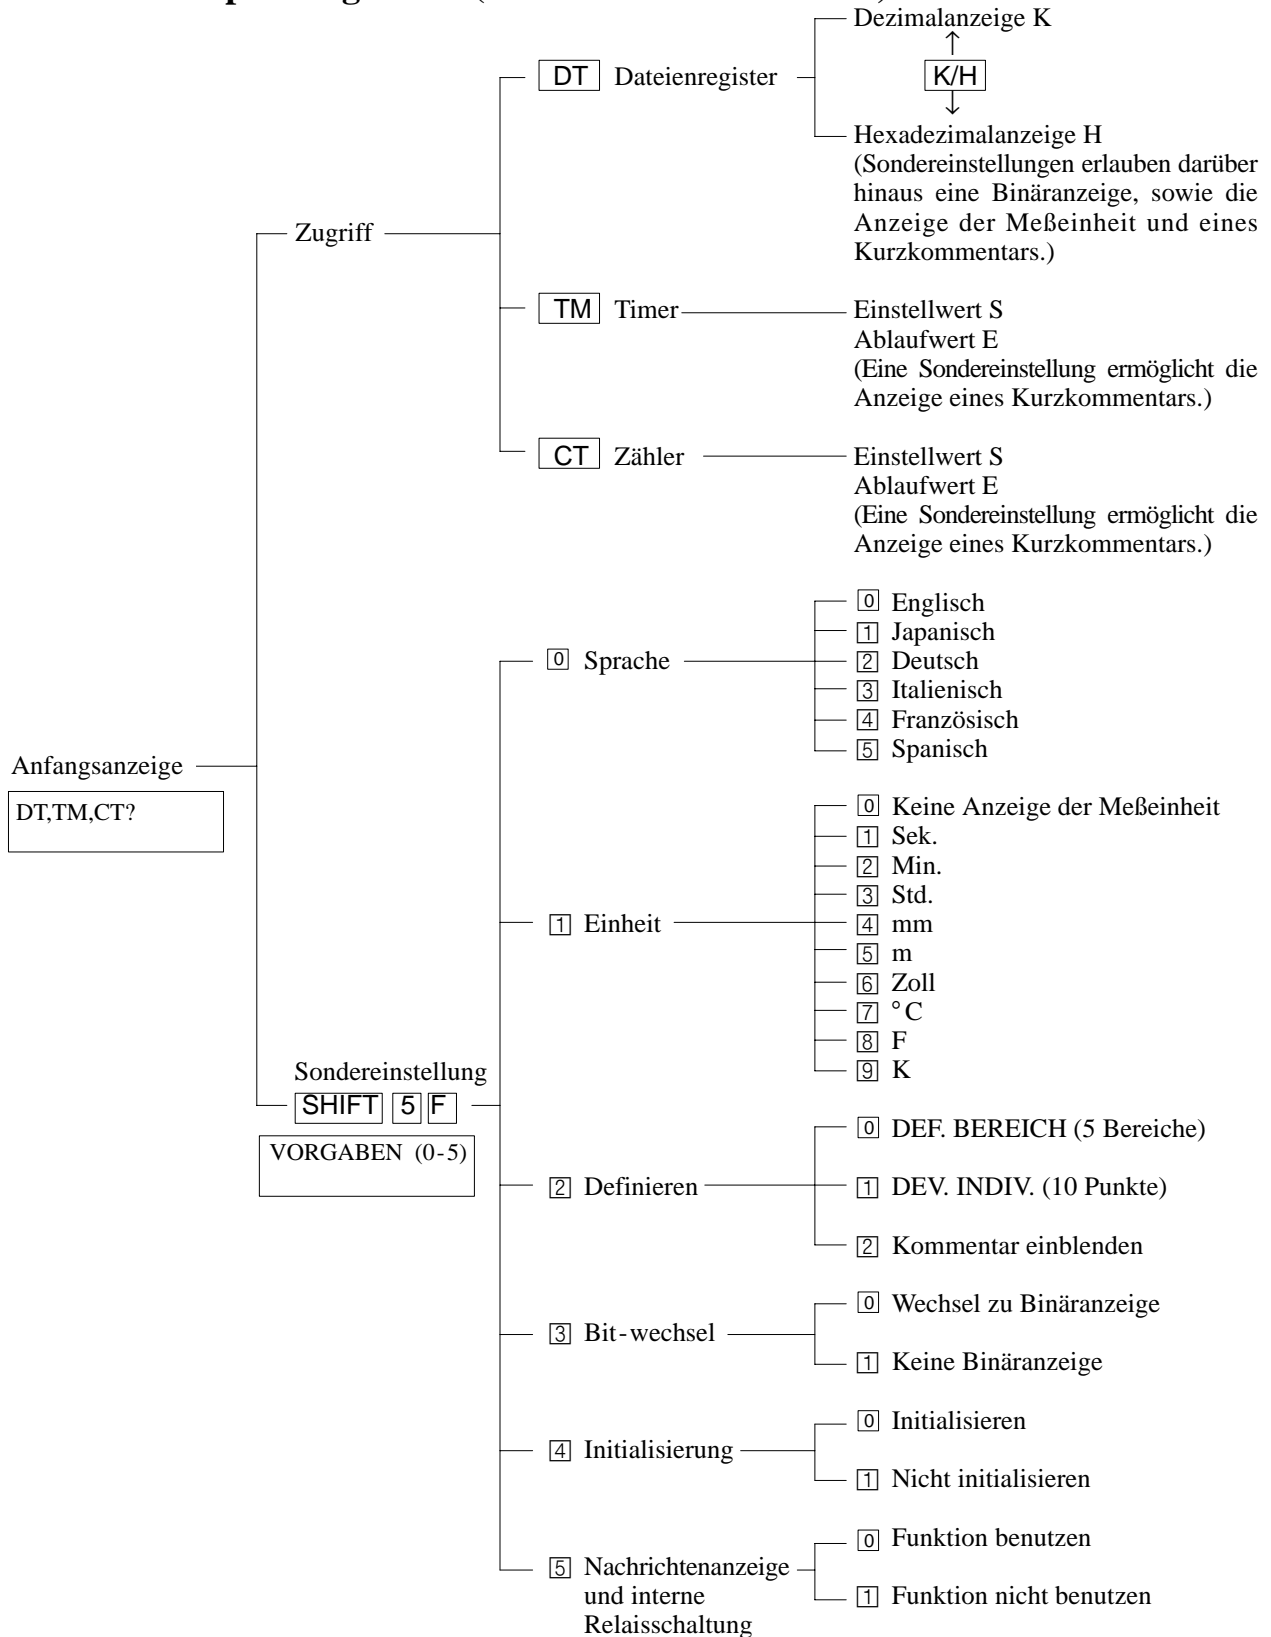 Dezimalanzeige K
DT Dateienregister
K/H
Hexadezimalanzeige H
(Sondereinstellungen erlauben darüber
hinaus eine Binäranzeige, sowie die
Anzeige der Meßeinheit und eines
Kurzkommentars.)
Zugriff
TM Timer
Einstellwert S
Ablaufwert E
(Eine Sondereinstellung ermöglicht die
Anzeige eines Kurzkommentars.)
CT Zähler
Einstellwert S
Ablaufwert E
(Eine Sondereinstellung ermöglicht die
Anzeige eines Kurzkommentars.)
0 Sprache
0 Englisch
1 Japanisch
2 Deutsch
3 Italienisch
4 Französisch
5 Spanisch
Anfangsanzeige
DT,TM,CT?
1 Einheit
0 Keine Anzeige der Meßeinheit
1 Sek.
2 Min.
3 Std.
4 mm
5 m
6 Zoll
7 °C
8 F
9 K
Sondereinstellung
SHIFT 5 F
VORGABEN (0-5)
2 Definieren
0 DEF. BEREICH (5 Bereiche)
1 DEV. INDIV. (10 Punkte)
2 Kommentar einblenden
3 Bit-wechsel
0 Wechsel zu Binäranzeige
1 Keine Binäranzeige
4 Initialisierung
0 Initialisieren
1 Nicht initialisieren
5 Nachrichtenanzeige
und interne
Relaisschaltung
0 Funktion benutzen
1 Funktion nicht benutzen